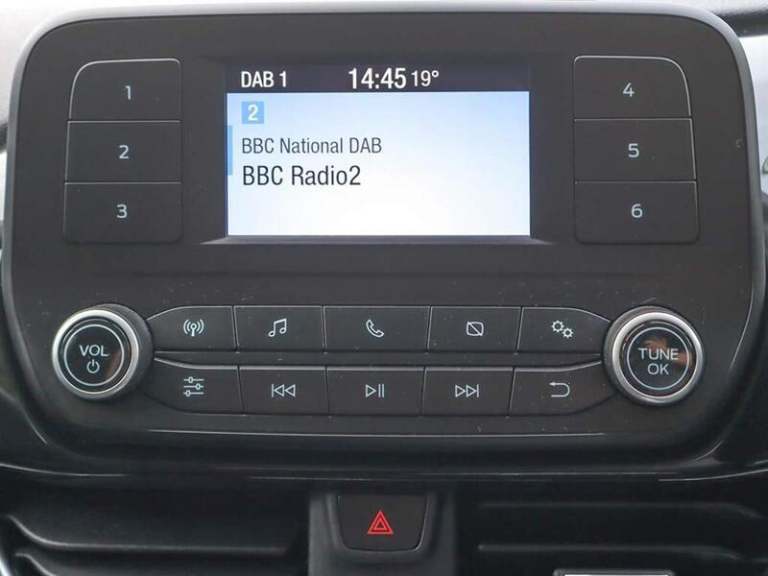 DAB 1 14:45 19°
2
BBC National DAB
BBC Radio2
1
2
3
4
5
6
VOL
TUNE
OK